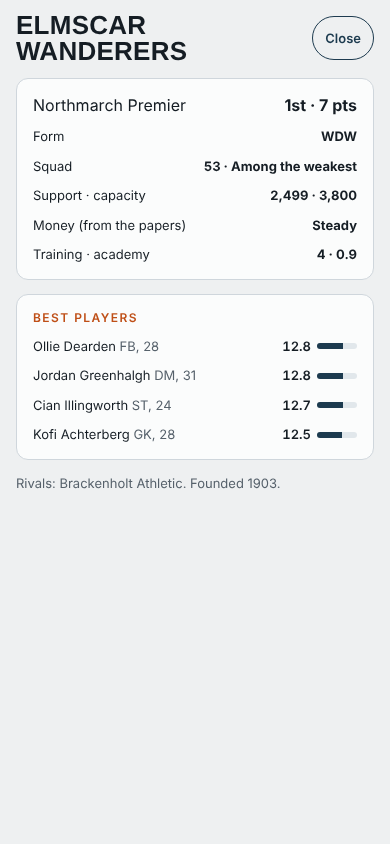 ELMSCAR
WANDERERS
Close
Northmarch Premier 1st · 7 pts
Form WDW
Squad 53 · Among the weakest
Support · capacity 2,499 · 3,800
Money (from the papers) Steady
Training · academy 4 · 0.9
BEST PLAYERS
Ollie Dearden FB, 28 12.8
Jordan Greenhalgh DM, 31 12.8
Cian Illingworth ST, 24 12.7
Kofi Achterberg GK, 28 12.5
Rivals: Brackenholt Athletic. Founded 1903.